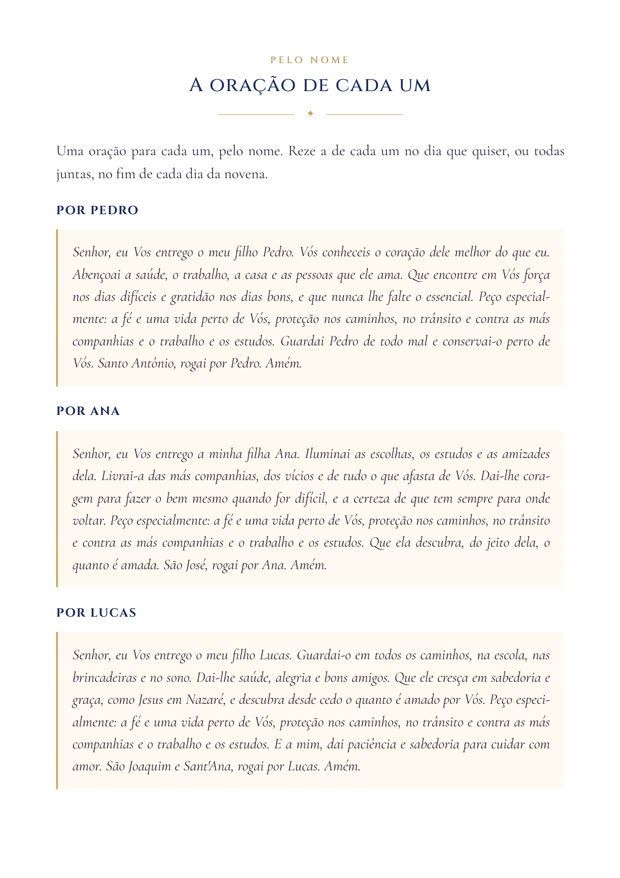 PELO NOME
A ORAÇÃO DE CADA UM
Uma oração para cada um, pelo nome. Reze a de cada um no dia que quiser, ou todas
juntas, no fim de cada dia da novena.
POR PEDRO
Senhor, eu Vos entrego o meu filho Pedro. Vós conheceis o coração dele melhor do que eu.
Abençoai a saúde, o trabalho, a casa e as pessoas que ele ama. Que encontre em Vós força
nos dias difíceis e gratidão nos dias bons, e que nunca lhe falte o essencial. Peço especial-
mente: a fé e uma vida perto de Vós, proteção nos caminhos, no trânsito e contra as más
companhias e o trabalho e os estudos. Guardai Pedro de todo mal e conservai-o perto de
Vós. Santo Antônio, rogai por Pedro. Amém.
POR ANA
Senhor, eu Vos entrego a minha filha Ana. Iluminai as escolhas, os estudos e as amizades
dela. Livrai-a das más companhias, dos vícios e de tudo o que afasta de Vós. Dai-lhe cora-
gem para fazer o bem mesmo quando for difícil, e a certeza de que tem sempre para onde
voltar. Peço especialmente: a fé e uma vida perto de Vós, proteção nos caminhos, no trânsito
e contra as más companhias e o trabalho e os estudos. Que ela descubra, do jeito dela, o
quanto é amada. São José, rogai por Ana. Amém.
POR LUCAS
Senhor, eu Vos entrego o meu filho Lucas. Guardai-o em todos os caminhos, na escola, nas
brincadeiras e no sono. Dai-lhe saúde, alegria e bons amigos. Que ele cresça em sabedoria e
graça, como Jesus em Nazaré, e descubra desde cedo o quanto é amado por Vós. Peço especi-
almente: a fé e uma vida perto de Vós, proteção nos caminhos, no trânsito e contra as más
companhias e o trabalho e os estudos. E a mim, dai paciência e sabedoria para cuidar com
amor. São Joaquim e Sant'Ana, rogai por Lucas. Amém.